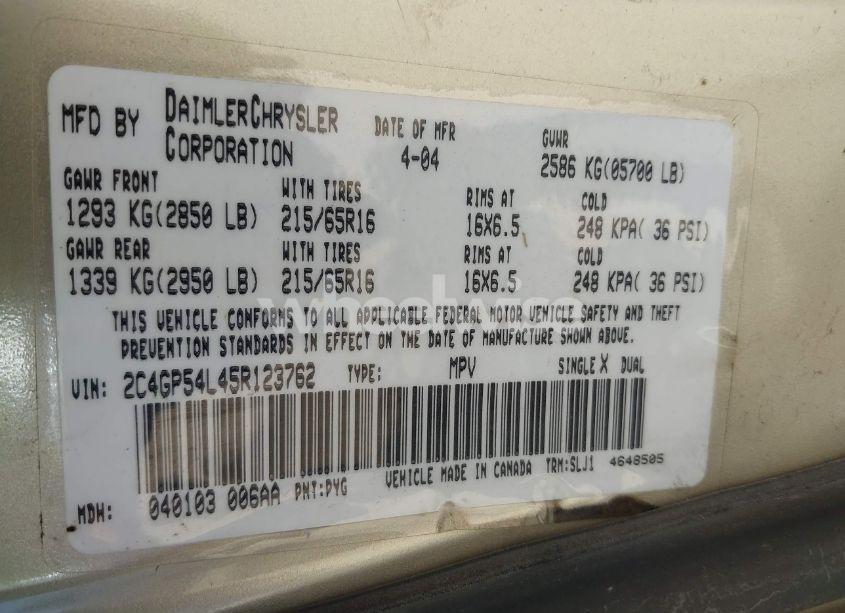 MFD BY DAIMLERCHRYSLER CORPORATION DATE OF MFR 4-04 GVWR 2586 KG(05700 LB)
GAWR FRONT WITH TIRES RIMS AT COLD
1293 KG(2850 LB) 215/65R16 16X6.5 248 KPA( 36 PSI)
GAWR REAR WITH TIRES RIMS AT COLD
1339 KG(2950 LB) 215/65R16 16X6.5 248 KPA( 36 PSI)
wheelwise
THIS VEHICLE CONFORMS TO ALL APPLICABLE FEDERAL MOTOR VEHICLE SAFETY AND THEFT
PREVENTION STANDARDS IN EFFECT ON THE DATE OF MANUFACTURE SHOWN ABOVE.
VIN: 2C4GP54L45R123762 TYPE: MPV SINGLE X DUAL
MDH: 040103 006AA PNT:PYG VEHICLE MADE IN CANADA TRM:SLJ1 4648505